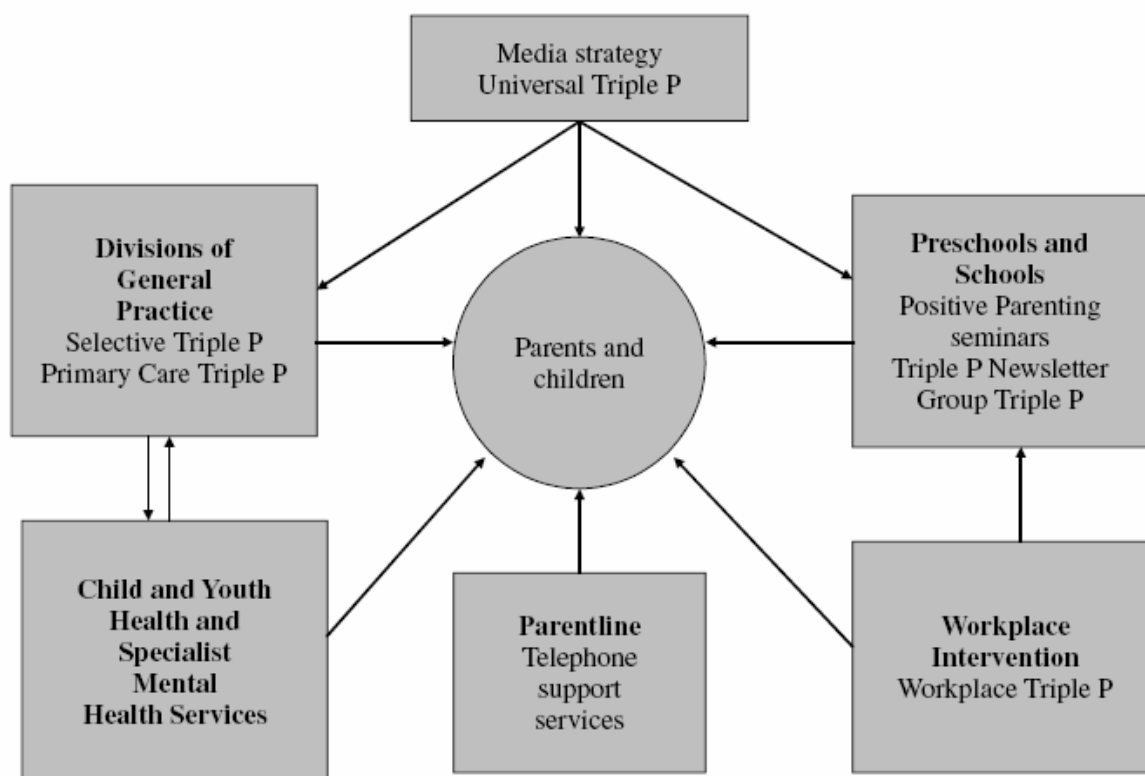 Media strategy
Universal Triple P
Divisions of
General
Practice
Selective Triple P
Primary Care Triple P
Parents and
children
Preschools and
Schools
Positive Parenting
seminars
Triple P Newsletter
Group Triple P
Child and Youth
Health and
Specialist
Mental
Health Services
Parentline
Telephone
support
services
Workplace
Intervention
Workplace Triple P